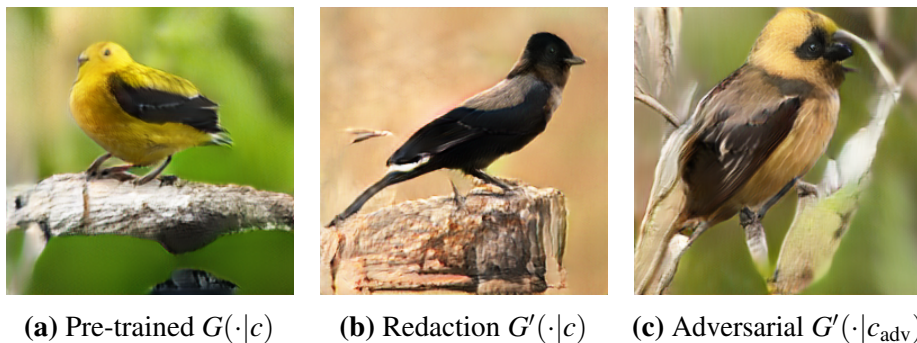 (a) Pre-trained G(·|c)
(b) Redaction G′(·|c)
(c) Adversarial G′(·|c_adv)